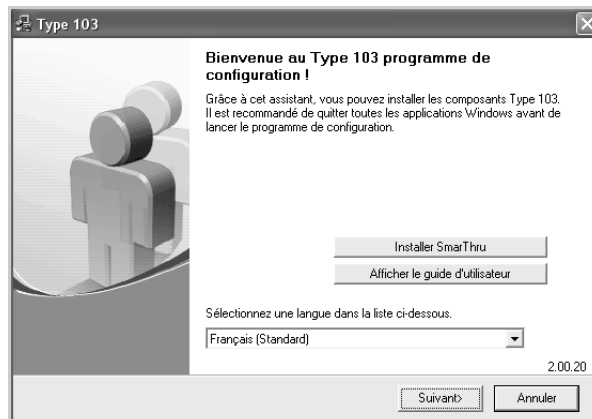 Type 103
Bienvenue au Type 103 programme de
configuration !
Grâce à cet assistant, vous pouvez installer les composants Type 103.
Il est recommandé de quitter toutes les applications Windows avant de
lancer le programme de configuration.
Installer SmarThru
Afficher le guide d'utilisateur
Sélectionnez une langue dans la liste ci-dessous.
Français (Standard)
2.00.20
Suivant>
Annuler